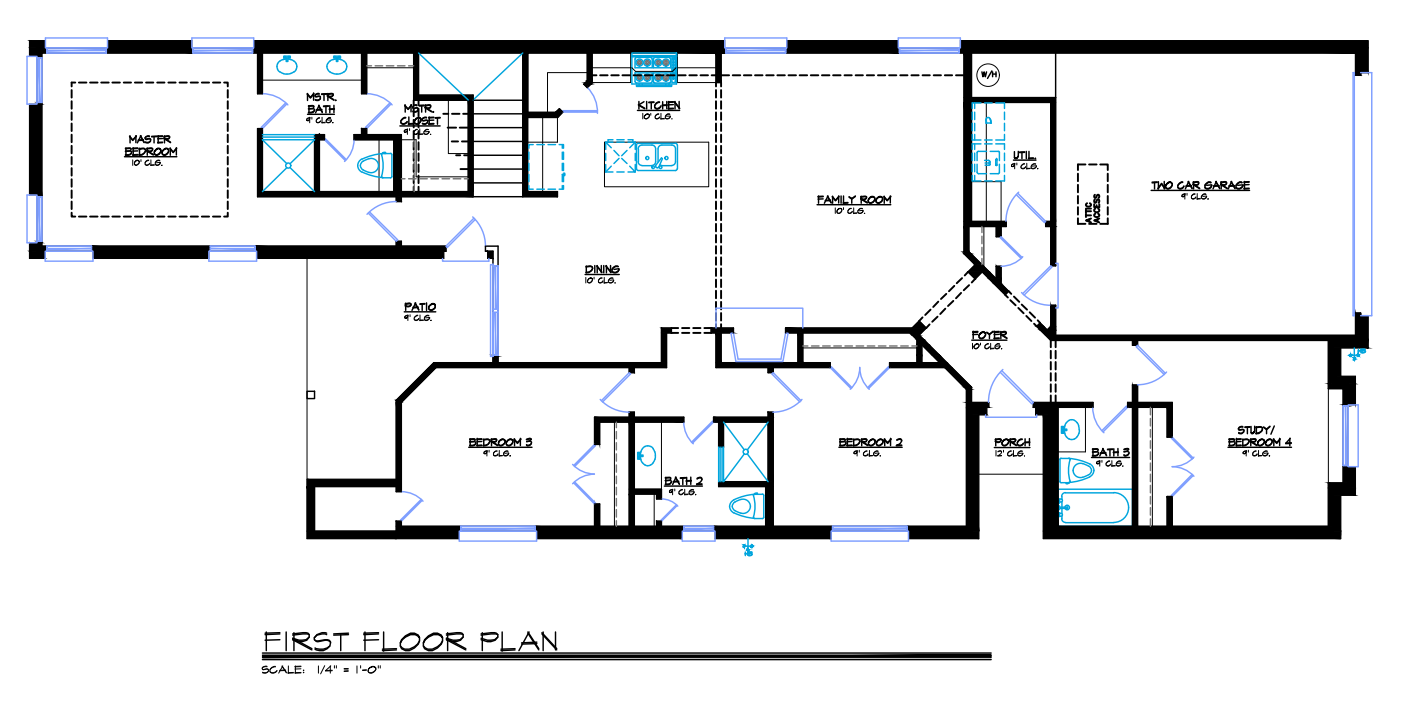 W/H
MSTR.
BATH
9' CLG.
MSTR.
CLOSET
9' CLG.
KITCHEN
10' CLG.
MASTER
BEDROOM
10' CLG.
UTIL.
9' CLG.
TWO CAR GARAGE
9' CLG.
ATTIC
ACCESS
FAMILY ROOM
10' CLG.
DINING
10' CLG.
PATIO
9' CLG.
FOYER
10' CLG.
BEDROOM 3
9' CLG.
BATH 2
9' CLG.
BEDROOM 2
9' CLG.
PORCH
12' CLG.
BATH 3
9' CLG.
STUDY/
BEDROOM 4
9' CLG.
FIRST FLOOR PLAN
SCALE: 1/4" = 1'-0"